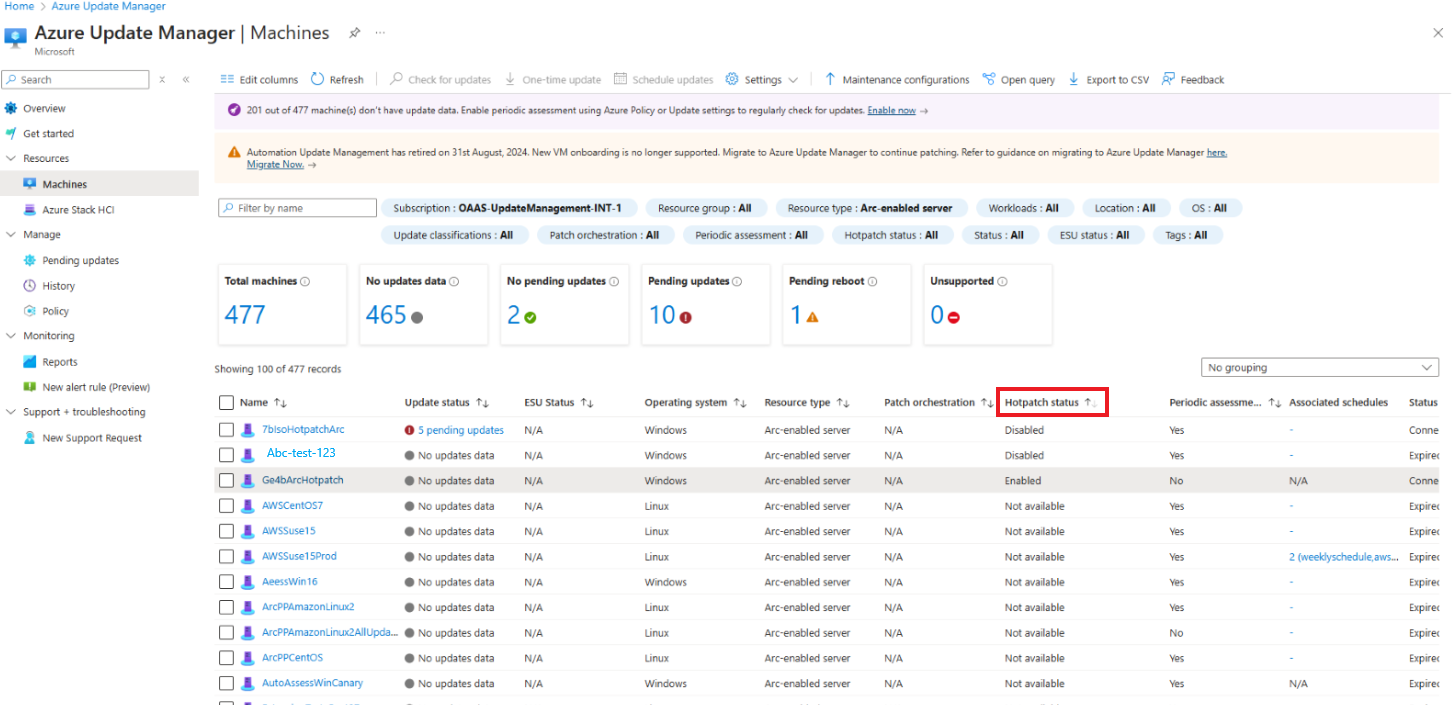 Home > Azure Update Manager
Azure Update Manager | Machines
Microsoft
Search
Overview
Get started
Resources
Machines
Azure Stack HCI
Manage
Pending updates
History
Policy
Monitoring
Reports
New alert rule (Preview)
Support + troubleshooting
New Support Request
Edit columns Refresh Check for updates One-time update Schedule updates Settings Maintenance configurations Open query Export to CSV Feedback
201 out of 477 machine(s) don't have update data. Enable periodic assessment using Azure Policy or Update settings to regularly check for updates. Enable now →
Automation Update Management has retired on 31st August, 2024. New VM onboarding is no longer supported. Migrate to Azure Update Manager to continue patching. Refer to guidance on migrating to Azure Update Manager here.
Migrate Now. →
Filter by name Subscription : OAAS-UpdateManagement-INT-1 Resource group : All Resource type : Arc-enabled server Workloads : All Location : All OS : All
Update classifications : All Patch orchestration : All Periodic assessment : All Hotpatch status : All Status : All ESU status : All Tags : All
Total machines No updates data No pending updates Pending updates Pending reboot Unsupported
477 465 2 10 1 0
Showing 100 of 477 records No grouping
Name ↑↓ Update status ↑↓ ESU Status ↑↓ Operating system ↑↓ Resource type ↑↓ Patch orchestration ↑↓ Hotpatch status ↑↓ Periodic assessme... ↑↓ Associated schedules Status
7bIsoHotpatchArc 5 pending updates N/A Windows Arc-enabled server N/A Disabled Yes - Conne
Abc-test-123 No updates data N/A Windows Arc-enabled server N/A Disabled Yes - Expired
Ge4bArcHotpatch No updates data N/A Windows Arc-enabled server N/A Enabled No N/A Conne
AWSCentOS7 No updates data N/A Linux Arc-enabled server N/A Not available Yes - Expired
AWSSuse15 No updates data N/A Linux Arc-enabled server N/A Not available Yes - Expired
AWSSuse15Prod No updates data N/A Linux Arc-enabled server N/A Not available Yes 2 (weeklyschedule,aws... Expired
AeessWin16 No updates data N/A Windows Arc-enabled server N/A Not available Yes - Expired
ArcPPAmazonLinux2 No updates data N/A Linux Arc-enabled server N/A Not available Yes - Expired
ArcPPAmazonLinux2AllUpda... No updates data N/A Linux Arc-enabled server N/A Not available No - Expired
ArcPPCentOS No updates data N/A Linux Arc-enabled server N/A Not available Yes - Expired
AutoAssessWinCanary No updates data N/A Windows Arc-enabled server N/A Not available Yes N/A Expired